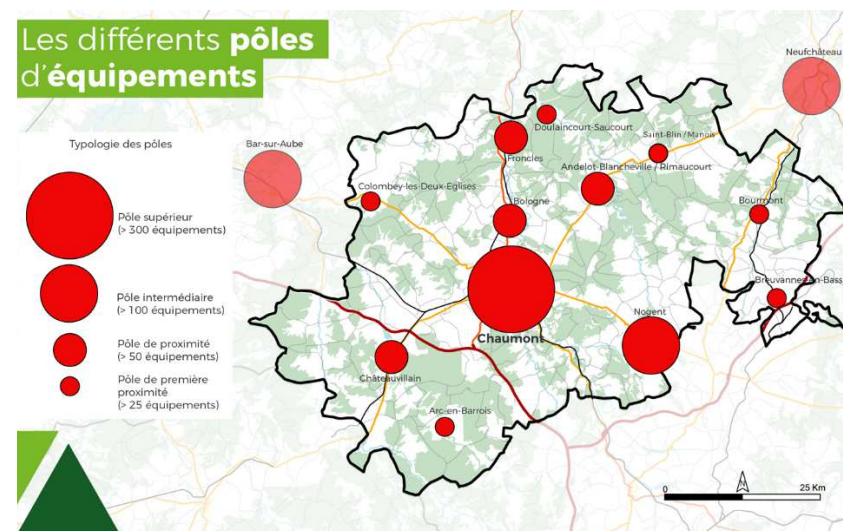 Les différents pôles
d'équipements
Typologie des pôles
Pôle supérieur
(> 300 équipements)
Pôle intermédiaire
(> 100 équipements)
Pôle de proximité
(> 50 équipements)
Pôle de première
proximité
(> 25 équipements)
Neufchâteau
Bar-sur-Aube
Doulaincourt-Saucourt
Saint-Blin / Manois
Froncles
Andelot-Blancheville / Rimaucourt
Colombey-les-Deux-Eglises
Bologne
Bourmont
Breuvannes-en-Bass
Nogent
Chaumont
Châteauvillain
Arc-en-Barrois
N
0
25 Km